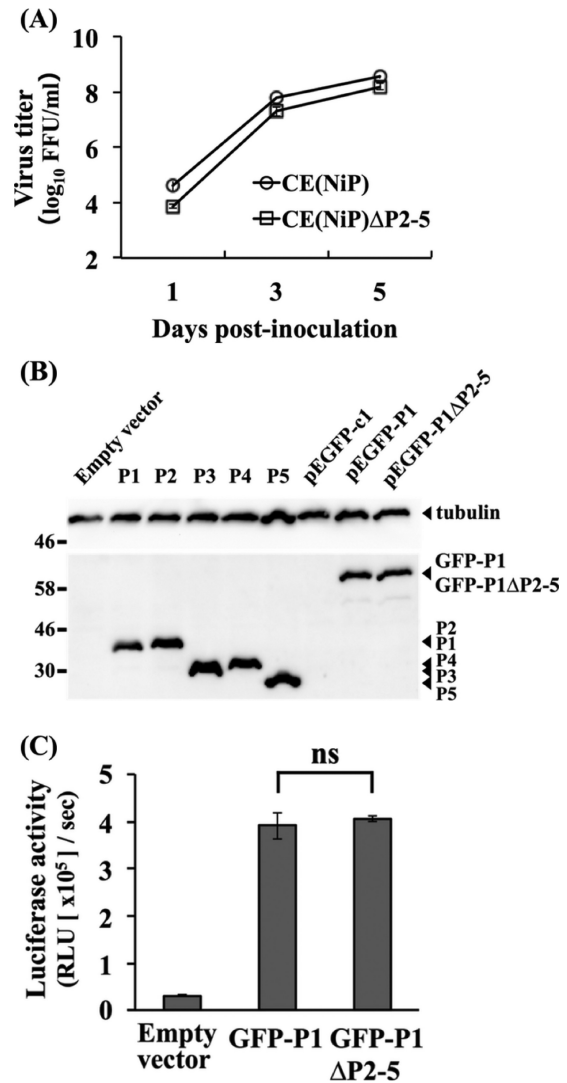 (A)
10
8
6
4
2
Virus titer
(log10 FFU/ml)
CE(NiP)
CE(NiP)ΔP2-5
1 3 5
Days post-inoculation
(B)
Empty vector
P1 P2 P3 P4 P5
pEGFP-c1
pEGFP-P1
pEGFP-P1ΔP2-5
tubulin
46
GFP-P1
58
GFP-P1ΔP2-5
46
P2
P1
30
P4
P3
P5
(C)
ns
5
4
3
2
1
0
Luciferase activity
(RLU [ x10⁵] / sec)
Empty vector
GFP-P1
GFP-P1 ΔP2-5